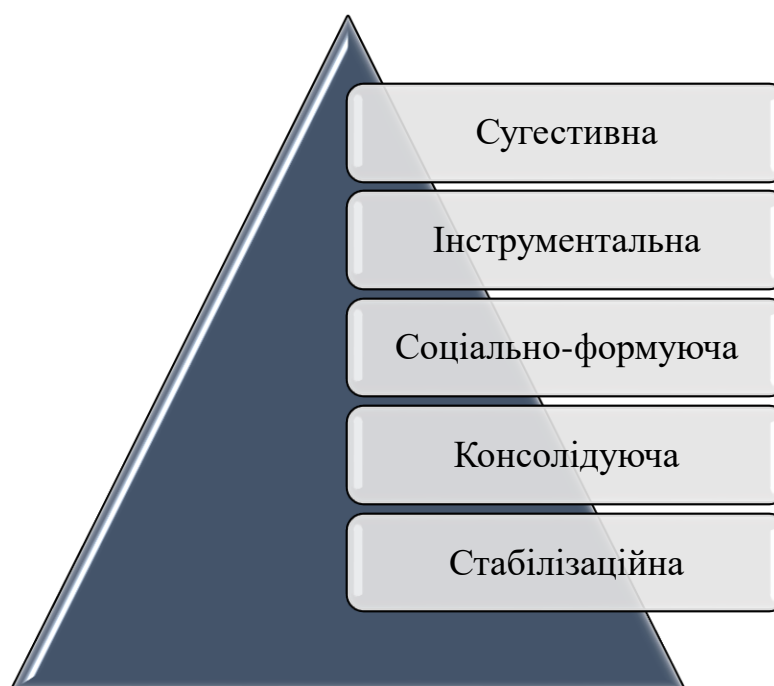 Сугестивна
Інструментальна
Соціально-формуюча
Консолідуюча
Стабілізаційна